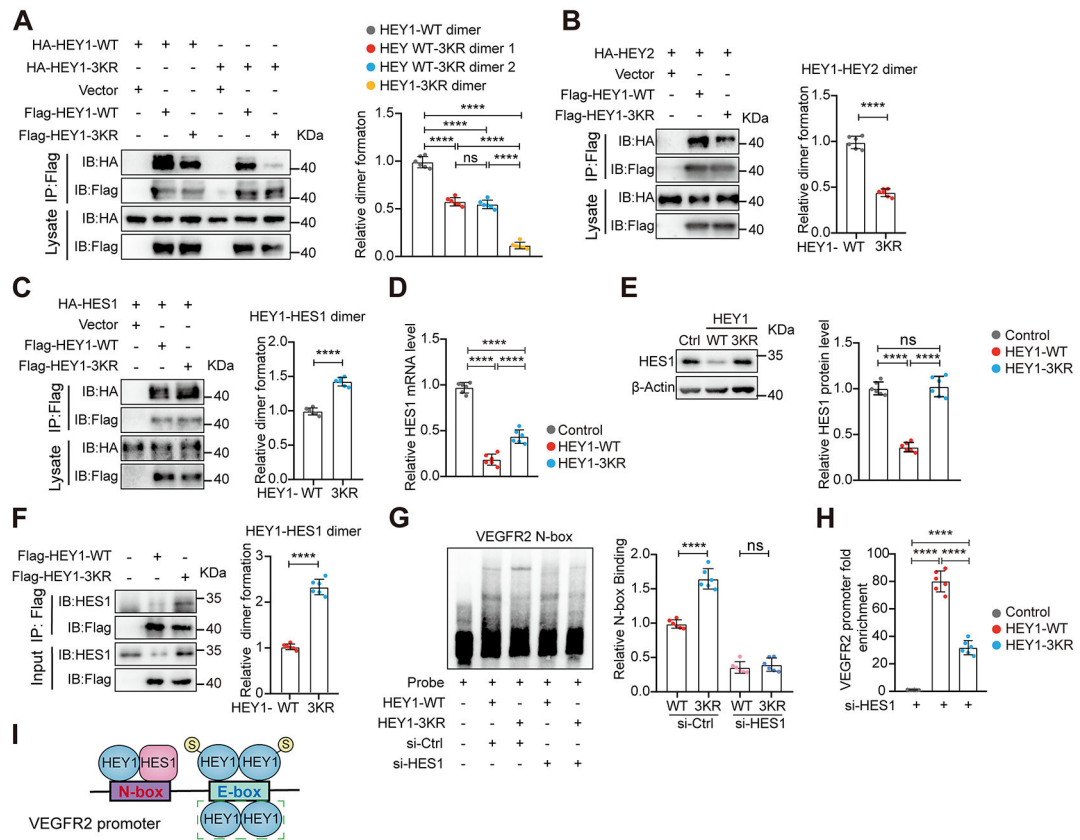 A
HA-HEY1-WT + + + - - -
HA-HEY1-3KR - - - + + +
Vector + - - + - -
Flag-HEY1-WT - + - - + -
Flag-HEY1-3KR - - + - - + KDa
IP:Flag
IB:HA 40
IB:Flag 40
Lysate
IB:HA 40
IB:Flag 40
HEY1-WT dimer
HEY WT-3KR dimer 1
HEY WT-3KR dimer 2
HEY1-3KR dimer
Relative dimer formaton
1.5
1.0
0.5
0.0
****
****
**** ****
ns ****
B
HA-HEY2 + + +
Vector + - -
Flag-HEY1-WT - + -
Flag-HEY1-3KR - - + KDa
IP:Flag
IB:HA 40
IB:Flag 40
Lysate
IB:HA 40
IB:Flag 40
HEY1-HEY2 dimer
Relative dimer formation
1.5
1.0
0.5
0.0
****
HEY1- WT 3KR
C
HA-HES1 + + +
Vector + - -
Flag-HEY1-WT - + -
Flag-HEY1-3KR - - + KDa
IP:Flag
IB:HA 40
IB:Flag 40
Lysate
IB:HA 40
IB:Flag 40
HEY1-HES1 dimer
Relative dimer formation
2.0
1.5
1.0
0.5
0.0
****
HEY1- WT 3KR
D
Relative HES1 mRNA level
1.5
1.0
0.5
0.0
****
**** ****
Control
HEY1-WT
HEY1-3KR
E
HEY1
Ctrl WT 3KR KDa
HES1 35
β-Actin 40
Relative HES1 protein level
1.5
1.0
0.5
0.0
ns
**** ****
Control
HEY1-WT
HEY1-3KR
F
Flag-HEY1-WT - + -
Flag-HEY1-3KR - - + KDa
IP: Flag
IB:HES1 35
IB:Flag 40
Input
IB:HES1 35
IB:Flag 40
HEY1-HES1 dimer
Relative dimer formation
3
2
1
0
****
HEY1- WT 3KR
G
VEGFR2 N-box
Probe + + + + +
HEY1-WT - + - + -
HEY1-3KR - - + - +
si-Ctrl - + + - -
si-HES1 - - - + +
Relative N-box Binding
2.0
1.5
1.0
0.5
0.0
**** ns
WT 3KR WT 3KR
si-Ctrl si-HES1
H
VEGFR2 promoter fold
enrichment
100
80
60
40
20
0
****
**** ****
si-HES1 + + +
Control
HEY1-WT
HEY1-3KR
I
S S
HEY1 HES1 HEY1 HEY1
N-box E-box
HEY1 HEY1
VEGFR2 promoter